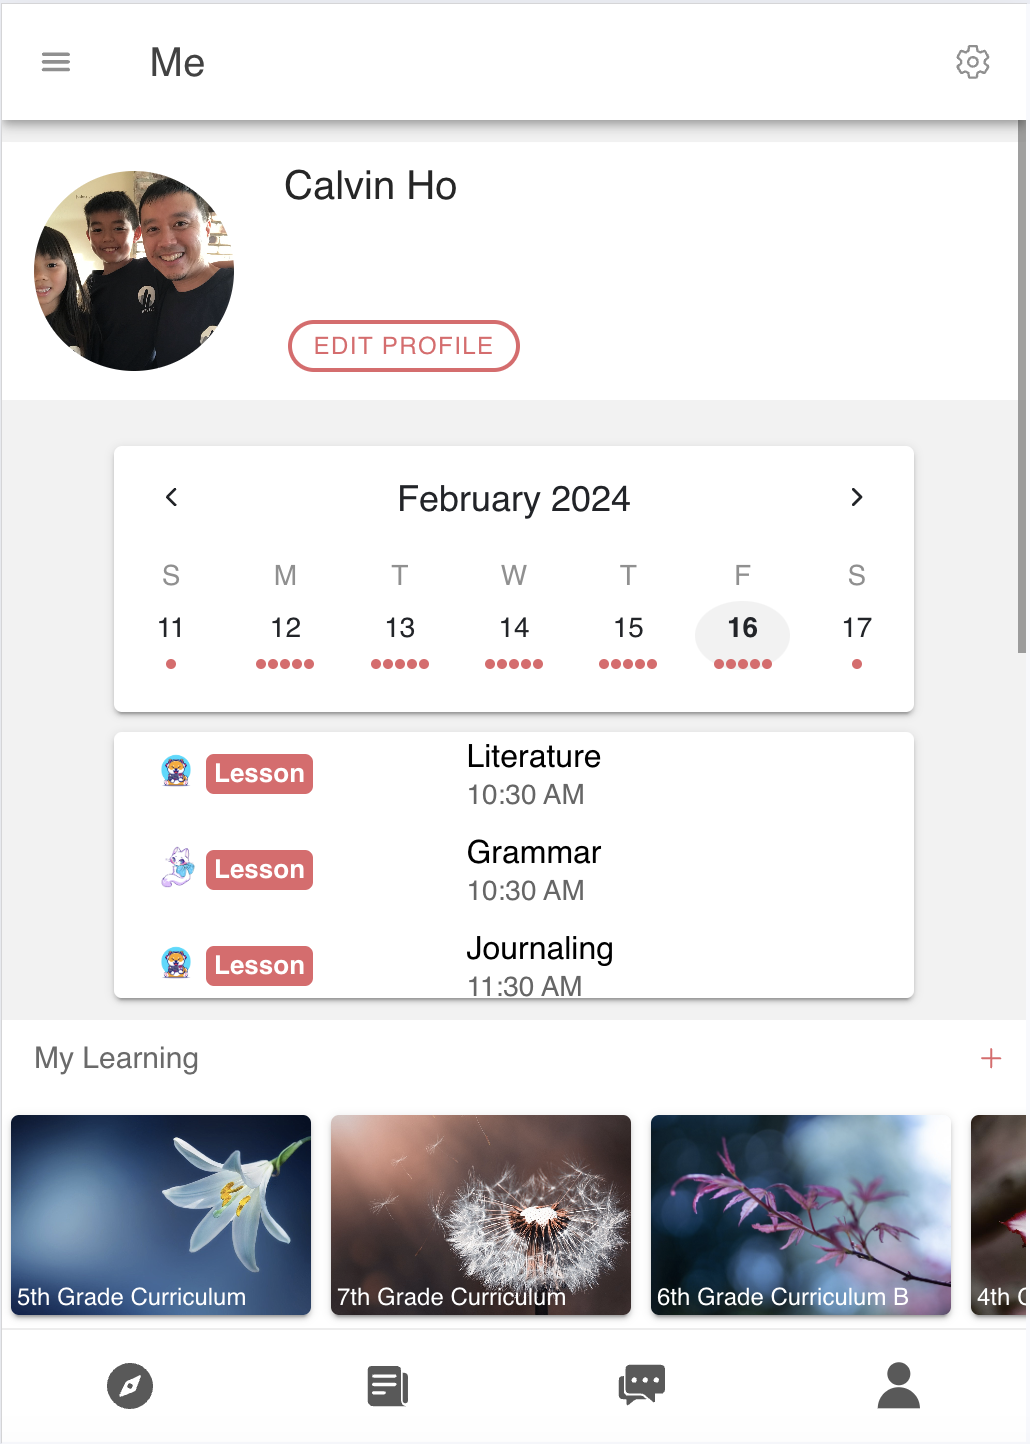 Me
Calvin Ho
EDIT PROFILE
February 2024
S M T W T F S
11 12 13 14 15 16 17
Lesson Literature
10:30 AM
Lesson Grammar
10:30 AM
Lesson Journaling
11:30 AM
My Learning
+
5th Grade Curriculum
7th Grade Curriculum
6th Grade Curriculum B
4th